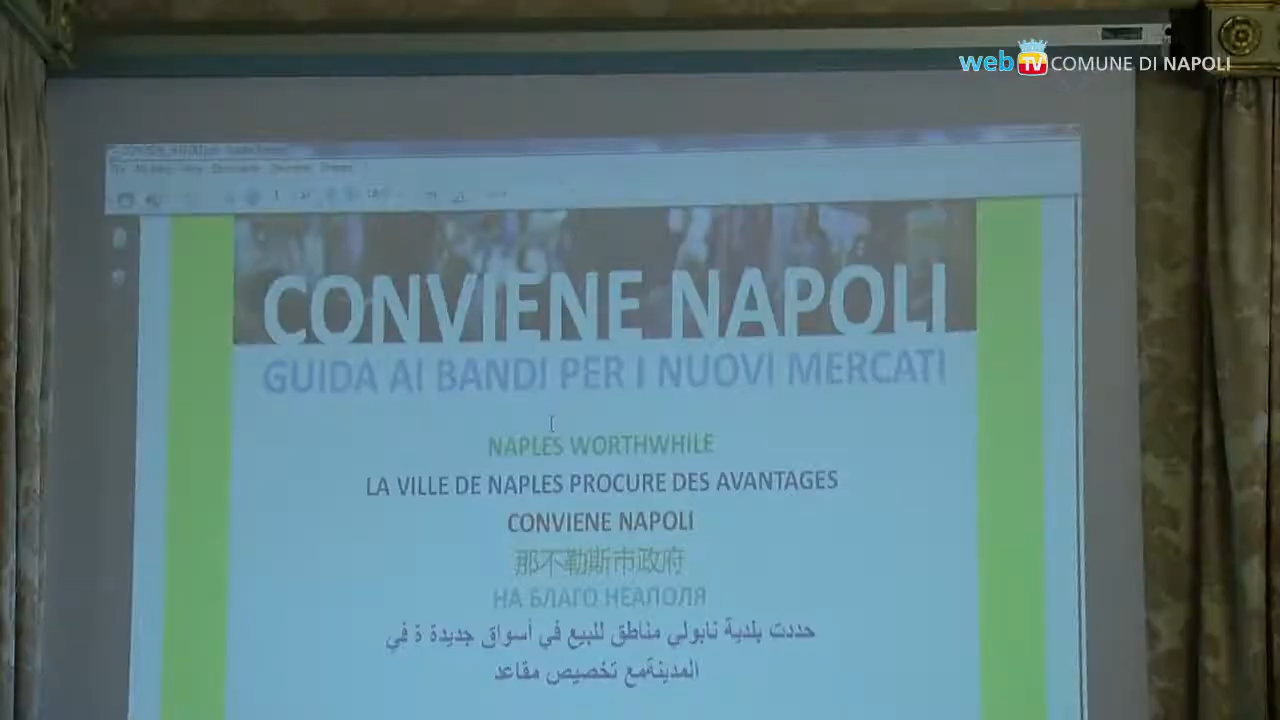 web TV COMUNE DI NAPOLI
CONVIENE NAPOLI
GUIDA AI BANDI PER I NUOVI MERCATI
NAPLES WORTHWHILE
LA VILLE DE NAPLES PROCURE DES AVANTAGES
CONVIENE NAPOLI
那不勒斯市政府
НА БЛАГО НЕАПОЛЯ
حددت بلدية نابولي مناطق للبيع في أسواق جديدة ة في
المدينةمع تخصيص مقاعد